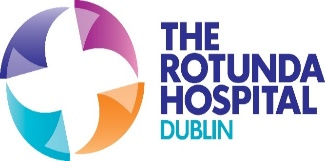 THE
ROTUNDA
HOSPITAL
DUBLIN